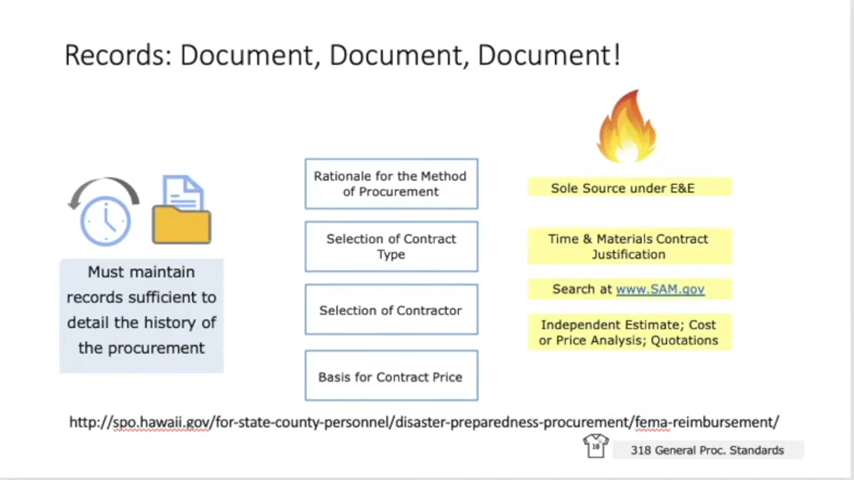 Records: Document, Document, Document!
Must maintain
records sufficient to
detail the history of
the procurement
Rationale for the Method
of Procurement
Selection of Contract
Type
Selection of Contractor
Basis for Contract Price
Sole Source under E&E
Time & Materials Contract
Justification
Search at www.SAM.gov
Independent Estimate; Cost
or Price Analysis; Quotations
http://spo.hawaii.gov/for-state-county-personnel/disaster-preparedness-procurement/fema-reimbursement/
318 General Proc. Standards